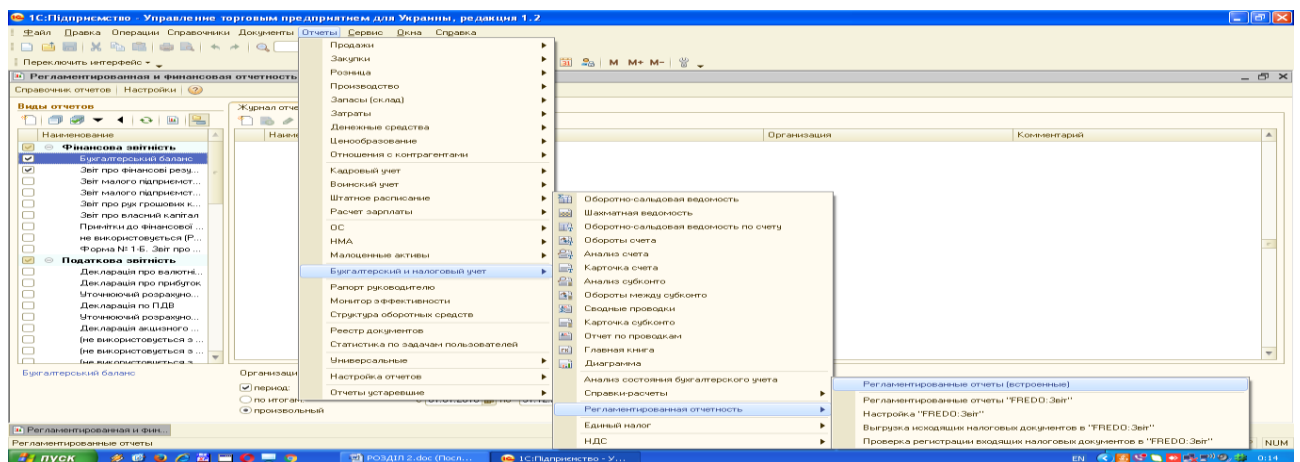 1С:Підприємство - Управление торговым предприятием для Украины, редакция 1.2
Файл Правка Операции Справочники Документы Отчеты Сервис Окна Справка
Переключить интерфейс
M M+ M-
Регламентированная и финансовая отчетность
Справочник отчетов Настройки
Виды отчетов
Журнал отче
Наименование
Наиме
Организация
Комментарий
Фінансова звітність
Бухгалтерський баланс
Звіт про фінансові резу...
Звіт малого підприємст...
Звіт малого підприємст...
Звіт про рух грошових к...
Звіт про власний капітал
Примітки до фінансової ...
не використовується (Р...
Форма № 1-Б. Звіт про ...
Податкова звітність
Декларація про валютні...
Декларація про прибуток
Уточнюючий розрахуно...
Декларація по ПДВ
Уточнюючий розрахуно...
Декларація акцизного ...
(не використовується з ...
(не використовується з ...
(не використовується з
Бухгалтерський баланс
Организаци
период:
по итогам:
произвольный
Продажи
Закупки
Розница
Производство
Запасы (склад)
Затраты
Денежные средства
Ценообразование
Отношения с контрагентами
Кадровый учет
Воинский учет
Штатное расписание
Расчет зарплаты
ОС
НМА
Малоценные активы
Бухгалтерский и налоговый учет
Рапорт руководителю
Монитор эффективности
Структура оборотных средств
Реестр документов
Статистика по задачам пользователей
Универсальные
Настройка отчетов
Отчеты устаревшие
Оборотно-сальдовая ведомость
Шахматная ведомость
Оборотно-сальдовая ведомость по счету
Обороты счета
Анализ счета
Карточка счета
Анализ субконто
Обороты между субконто
Сводные проводки
Карточка субконто
Отчет по проводкам
Главная книга
Диаграмма
Анализ состояния бухгалтерского учета
Справки-расчеты
Регламентированная отчетность
Единый налог
НДС
Регламентированные отчеты (встроенные)
Регламентированные отчеты "FREDO: Звіт"
Настройка "FREDO: Звіт"
Выгрузка исходящих налоговых документов в "FREDO: Звіт"
Проверка регистрации входящих налоговых документов в "FREDO: Звіт"
Регламентированная и фин...
Регламентированные отчеты
NUM
пуск
РОЗДІЛ 2.doc (Посл...
1С:Підприємство - У...
EN
0:14